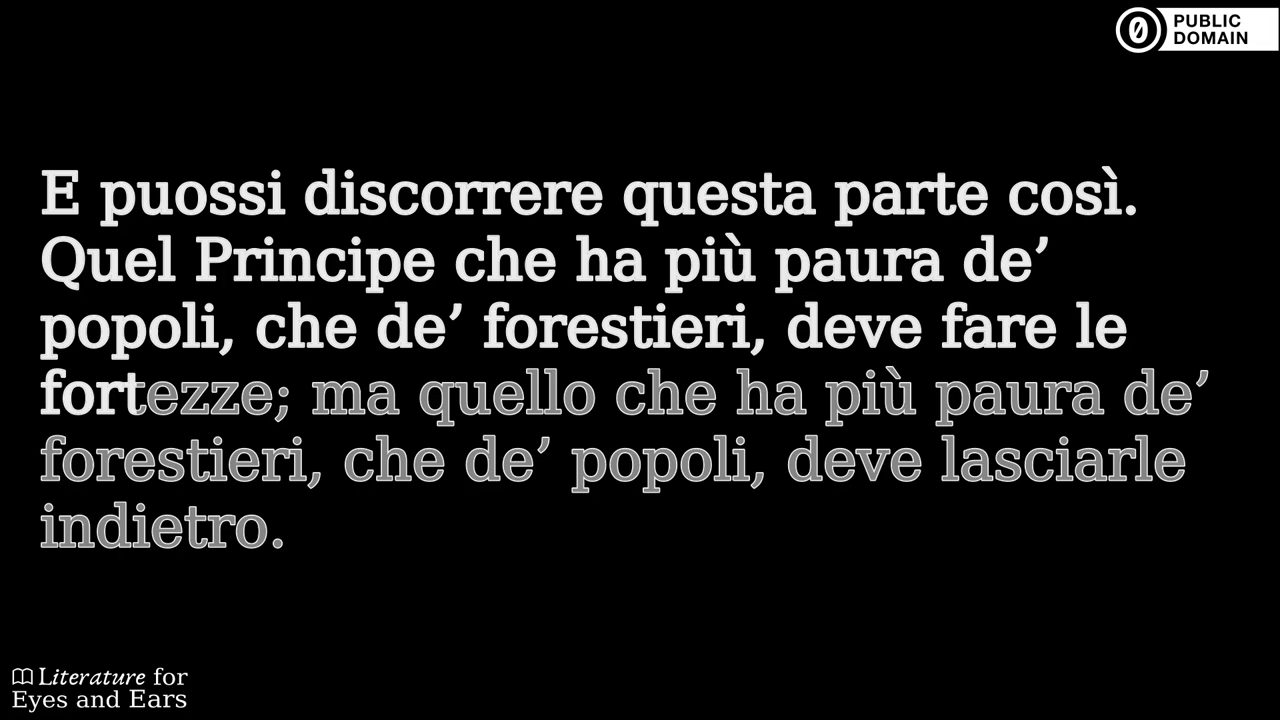 PUBLIC
DOMAIN
E puossi discorrere questa parte così.
Quel Principe che ha più paura de’
popoli, che de’ forestieri, deve fare le
fortezze; ma quello che ha più paura de’
forestieri, che de’ popoli, deve lasciarle
indietro.
Literature for
Eyes and Ears